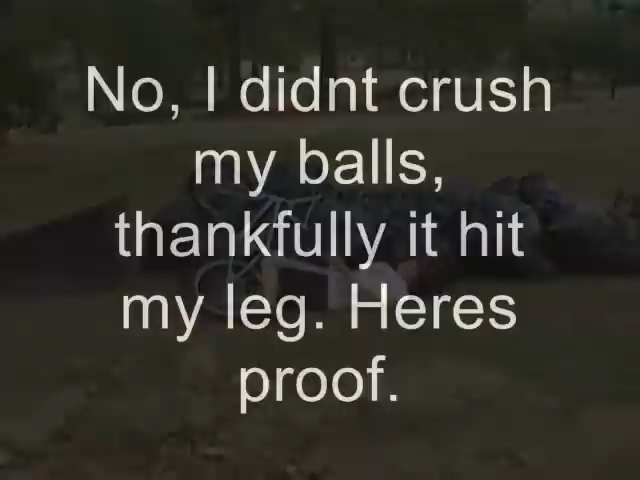 No, I didnt crush
my balls,
thankfully it hit
my leg. Heres
proof.